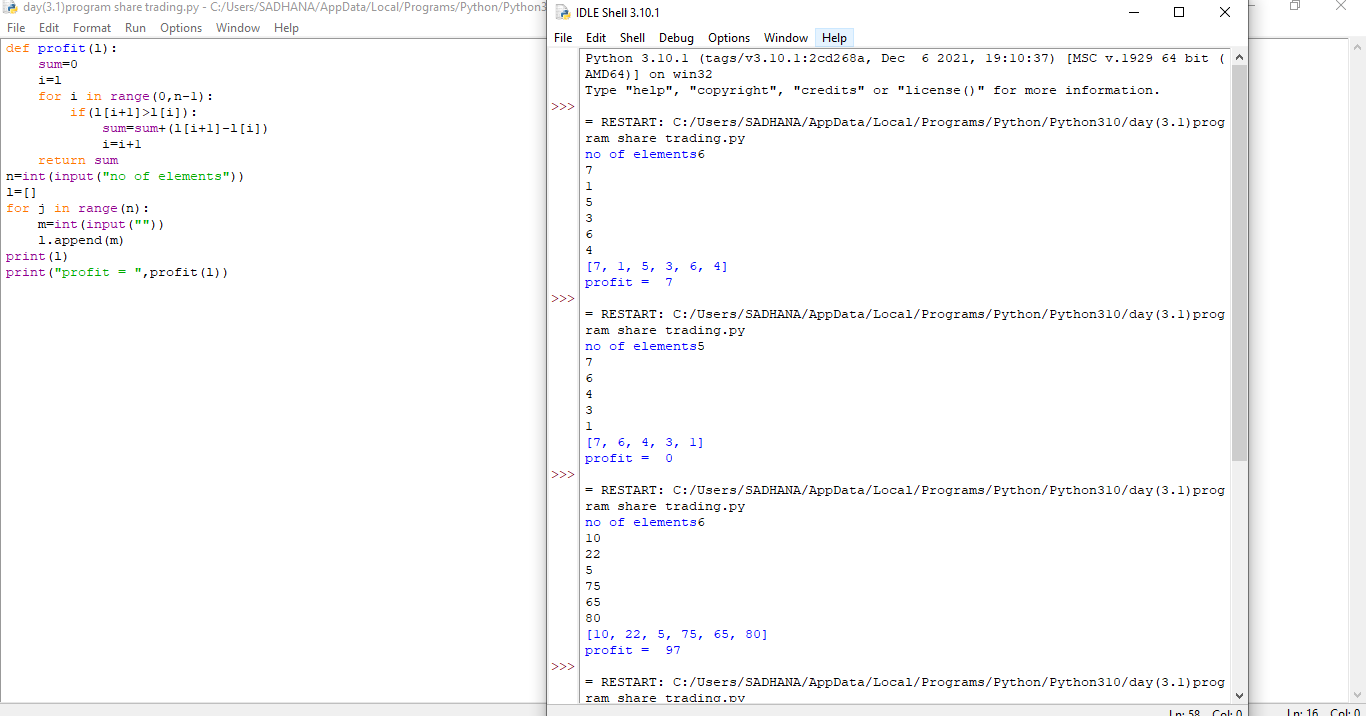 day(3.1)program share trading.py - C:/Users/SADHANA/AppData/Local/Programs/Python/Python3
File Edit Format Run Options Window Help
def profit(l):
    sum=0
    i=1
    for i in range(0,n-1):
        if(l[i+1]>l[i]):
            sum=sum+(l[i+1]-l[i])
            i=i+1
    return sum
n=int(input("no of elements"))
l=[]
for j in range(n):
    m=int(input(""))
    l.append(m)
print(l)
print("profit = ",profit(l))
IDLE Shell 3.10.1
File Edit Shell Debug Options Window Help
Python 3.10.1 (tags/v3.10.1:2cd268a, Dec  6 2021, 19:10:37) [MSC v.1929 64 bit (
AMD64)] on win32
Type "help", "copyright", "credits" or "license()" for more information.
>>>
= RESTART: C:/Users/SADHANA/AppData/Local/Programs/Python/Python310/day(3.1)prog
ram share trading.py
no of elements6
7
1
5
3
6
4
[7, 1, 5, 3, 6, 4]
profit =  7
>>>
= RESTART: C:/Users/SADHANA/AppData/Local/Programs/Python/Python310/day(3.1)prog
ram share trading.py
no of elements5
7
6
4
3
1
[7, 6, 4, 3, 1]
profit =  0
>>>
= RESTART: C:/Users/SADHANA/AppData/Local/Programs/Python/Python310/day(3.1)prog
ram share trading.py
no of elements6
10
22
5
75
65
80
[10, 22, 5, 75, 65, 80]
profit =  97
>>>
= RESTART: C:/Users/SADHANA/AppData/Local/Programs/Python/Python310/day(3.1)prog
ram share trading.py
Ln: 58 Col: 0
Ln: 16 Col: 0